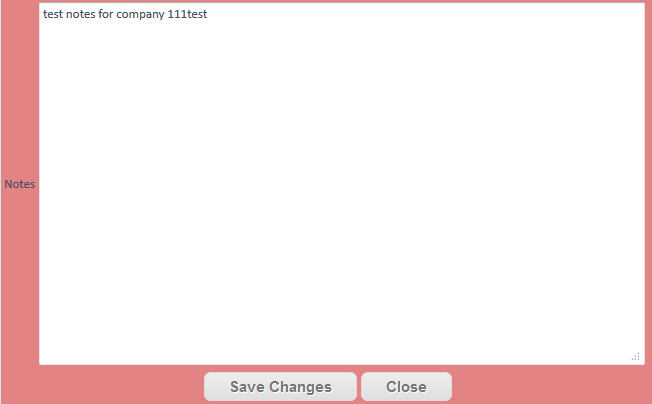 test notes for company 111test
Notes
Save Changes Close